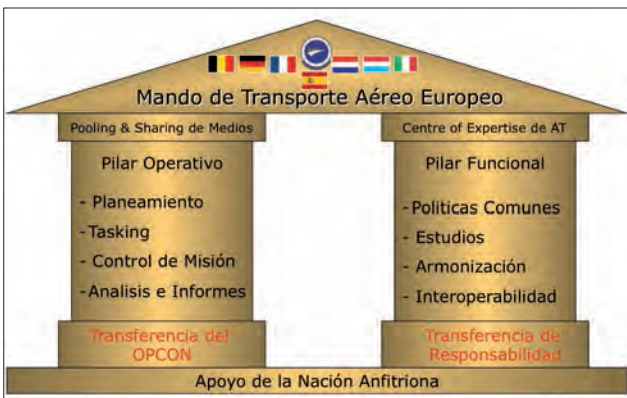 Mando de Transporte Aéreo Europeo
Pooling & Sharing de Medios
Pilar Operativo
- Planeamiento
- Tasking
- Control de Misión
- Analisis e Informes
Transferencia del
OPCON
Centre of Expertise de AT
Pilar Funcional
- Politicas Comunes
- Estudios
- Armonización
- Interoperabilidad
Transferencia de
Responsabilidad
Apoyo de la Nación Anfitriona